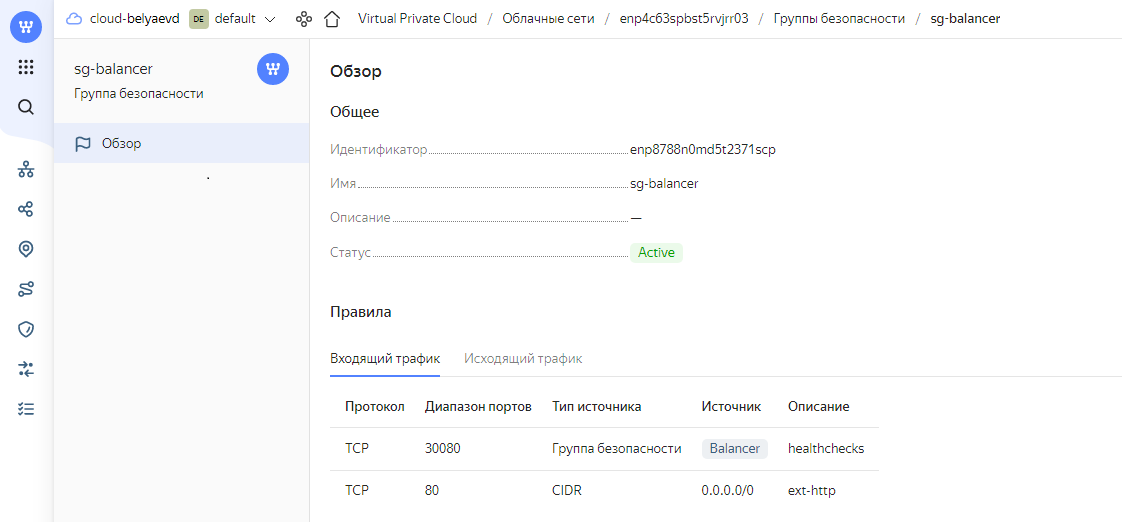 cloud-belyaevd DE default Virtual Private Cloud / Облачные сети / enp4c63spbst5rvjrr03 / Группы безопасности / sg-balancer
sg-balancer
Группа безопасности
Обзор
Обзор
Общее
Идентификатор enp8788n0md5t2371scp
Имя sg-balancer
Описание —
Статус Active
Правила
Входящий трафик Исходящий трафик
Протокол Диапазон портов Тип источника Источник Описание
TCP 30080 Группа безопасности Balancer healthchecks
TCP 80 CIDR 0.0.0.0/0 ext-http